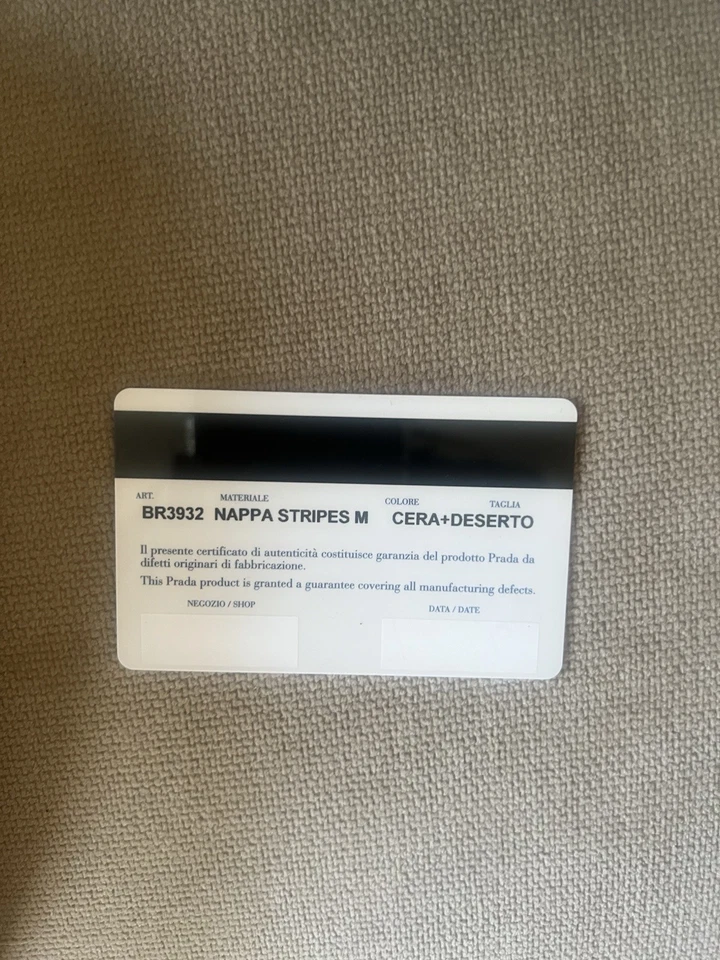 ART. MATERIALE COLORE TAGLIA
BR3932 NAPPA STRIPES M CERA+DESERTO
Il presente certificato di autenticità costituisce garanzia del prodotto Prada da
difetti originari di fabbricazione.
This Prada product is granted a guarantee covering all manufacturing defects.
NEGOZIO / SHOP DATA / DATE